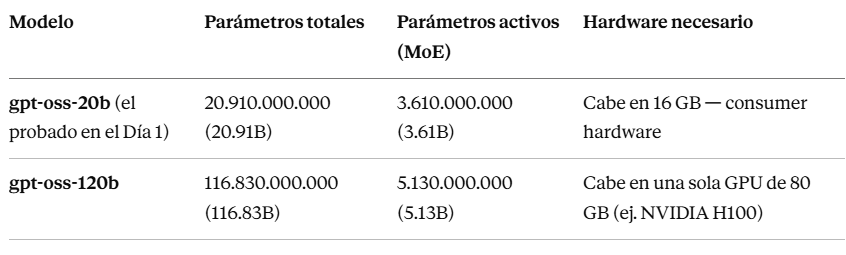 Modelo Parámetros totales Parámetros activos Hardware necesario
(MoE)
gpt-oss-20b (el 20.910.000.000 3.610.000.000 Cabe en 16 GB — consumer
probado en el Día 1) (20.91B) (3.61B) hardware
gpt-oss-120b 116.830.000.000 5.130.000.000 Cabe en una sola GPU de 80
(116.83B) (5.13B) GB (ej. NVIDIA H100)